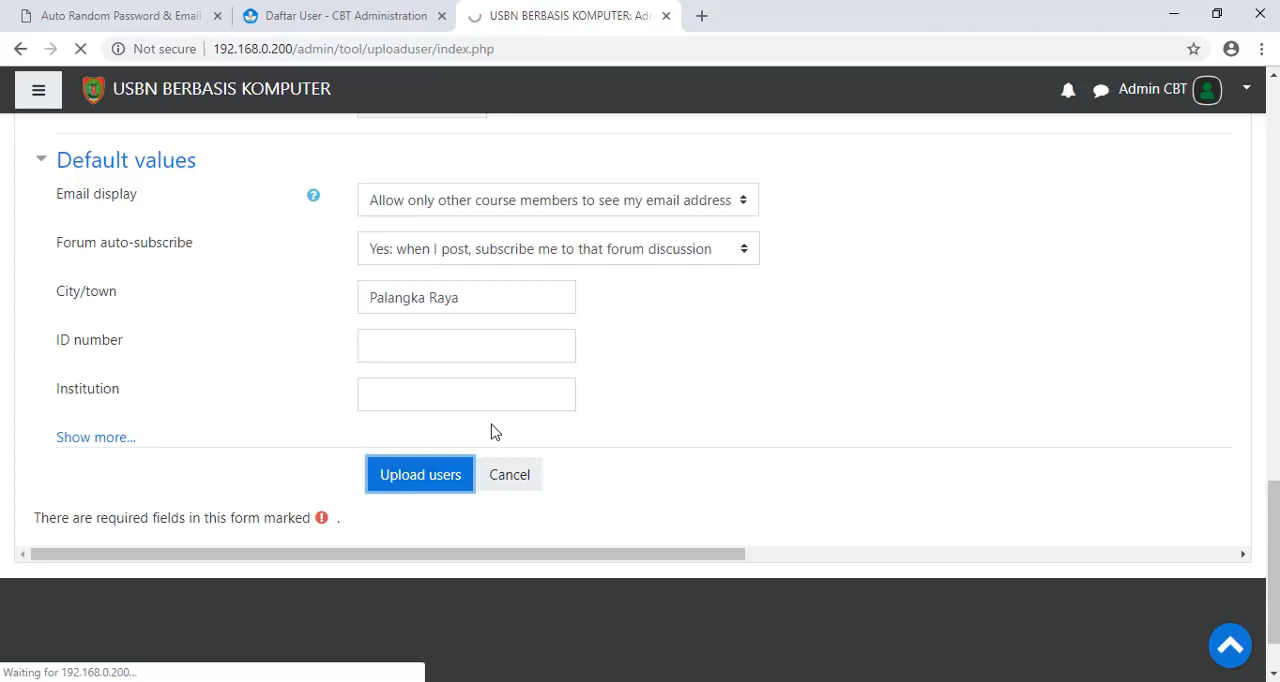 Auto Random Password & Email
Daftar User - CBT Administration
USBN BERBASIS KOMPUTER: Ad
Not secure
192.168.0.200/admin/tool/uploaduser/index.php
USBN BERBASIS KOMPUTER
Admin CBT
Default values
Email display
Allow only other course members to see my email address
Forum auto-subscribe
Yes: when I post, subscribe me to that forum discussion
City/town
Palangka Raya
ID number
Institution
Show more...
Upload users
Cancel
There are required fields in this form marked .
Waiting for 192.168.0.200...